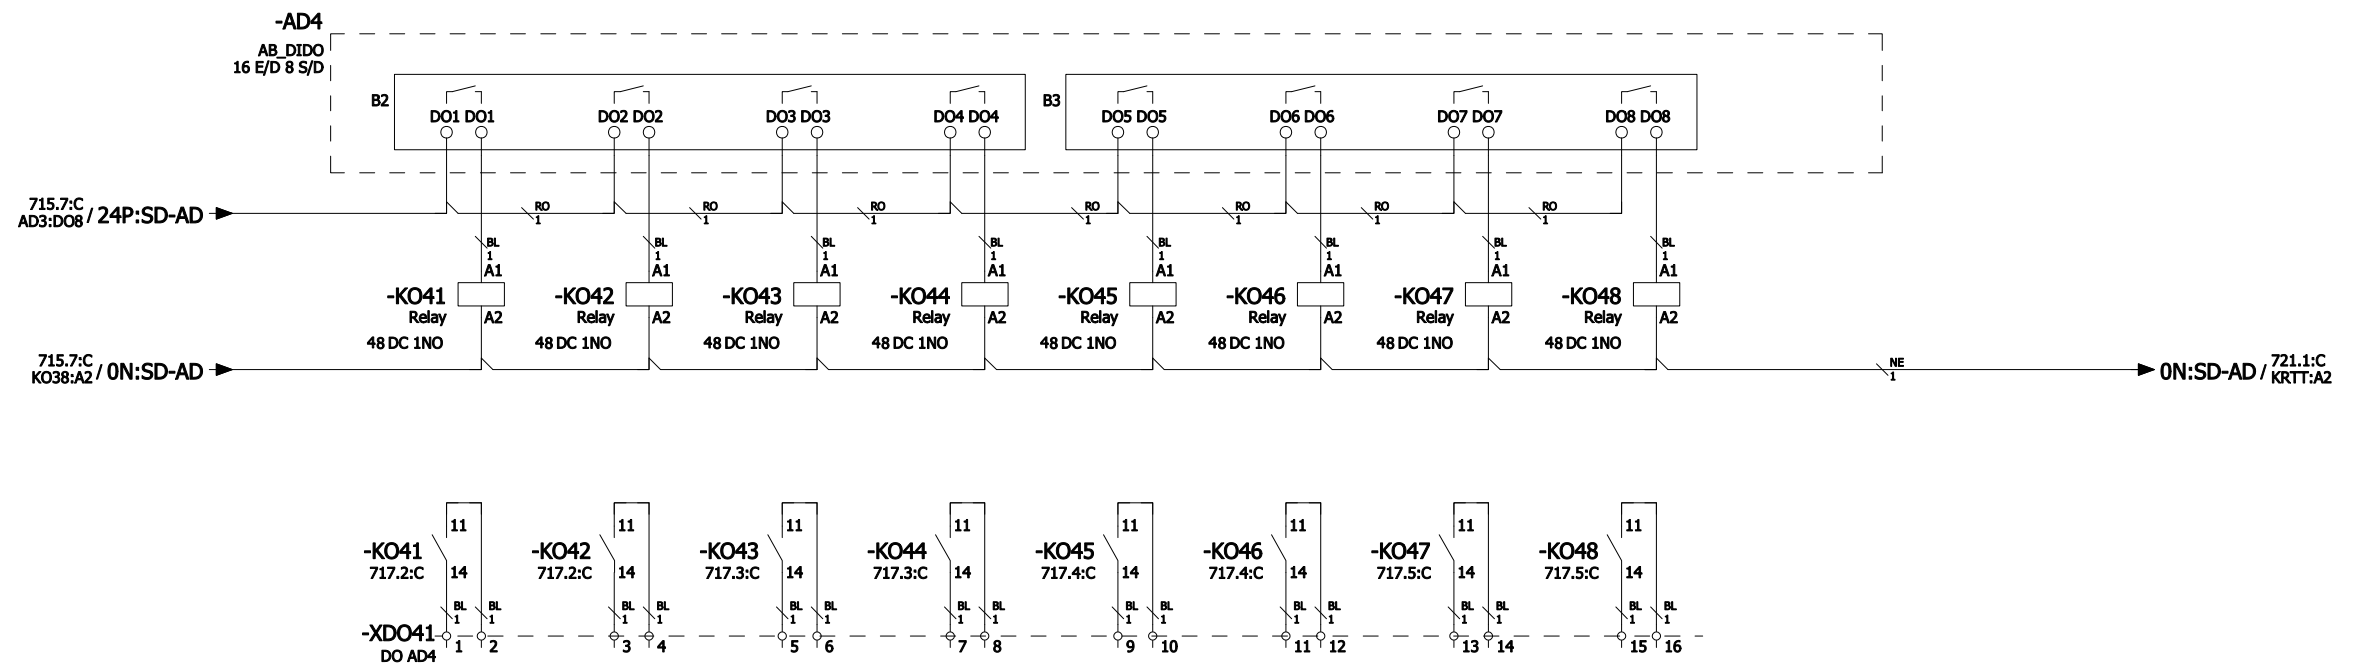 -AD4
AB_DIDO
16 E/D 8 S/D
B2
DO1 DO1
DO2 DO2
DO3 DO3
DO4 DO4
B3
DO5 DO5
DO6 DO6
DO7 DO7
DO8 DO8
715.7:C
AD3:DO8 / 24P:SD-AD
RO
1
RO
1
RO
1
RO
1
RO
1
RO
1
RO
1
BL
1
A1
BL
1
A1
BL
1
A1
BL
1
A1
BL
1
A1
BL
1
A1
BL
1
A1
BL
1
A1
-KO41
Relay
A2
48 DC 1NO
-KO42
Relay
A2
48 DC 1NO
-KO43
Relay
A2
48 DC 1NO
-KO44
Relay
A2
48 DC 1NO
-KO45
Relay
A2
48 DC 1NO
-KO46
Relay
A2
48 DC 1NO
-KO47
Relay
A2
48 DC 1NO
-KO48
Relay
A2
48 DC 1NO
715.7:C
KO38:A2 / 0N:SD-AD
NE
1
0N:SD-AD / 721.1:C
KRTT:A2
11
-KO41
717.2:C
14
BL
1
BL
1
11
-KO42
717.2:C
14
BL
1
BL
1
11
-KO43
717.3:C
14
BL
1
BL
1
11
-KO44
717.3:C
14
BL
1
BL
1
11
-KO45
717.4:C
14
BL
1
BL
1
11
-KO46
717.4:C
14
BL
1
BL
1
11
-KO47
717.5:C
14
BL
1
BL
1
11
-KO48
717.5:C
14
BL
1
BL
1
-XDO41
DO AD4
1 2 3 4 5 6 7 8 9 10 11 12 13 14 15 16